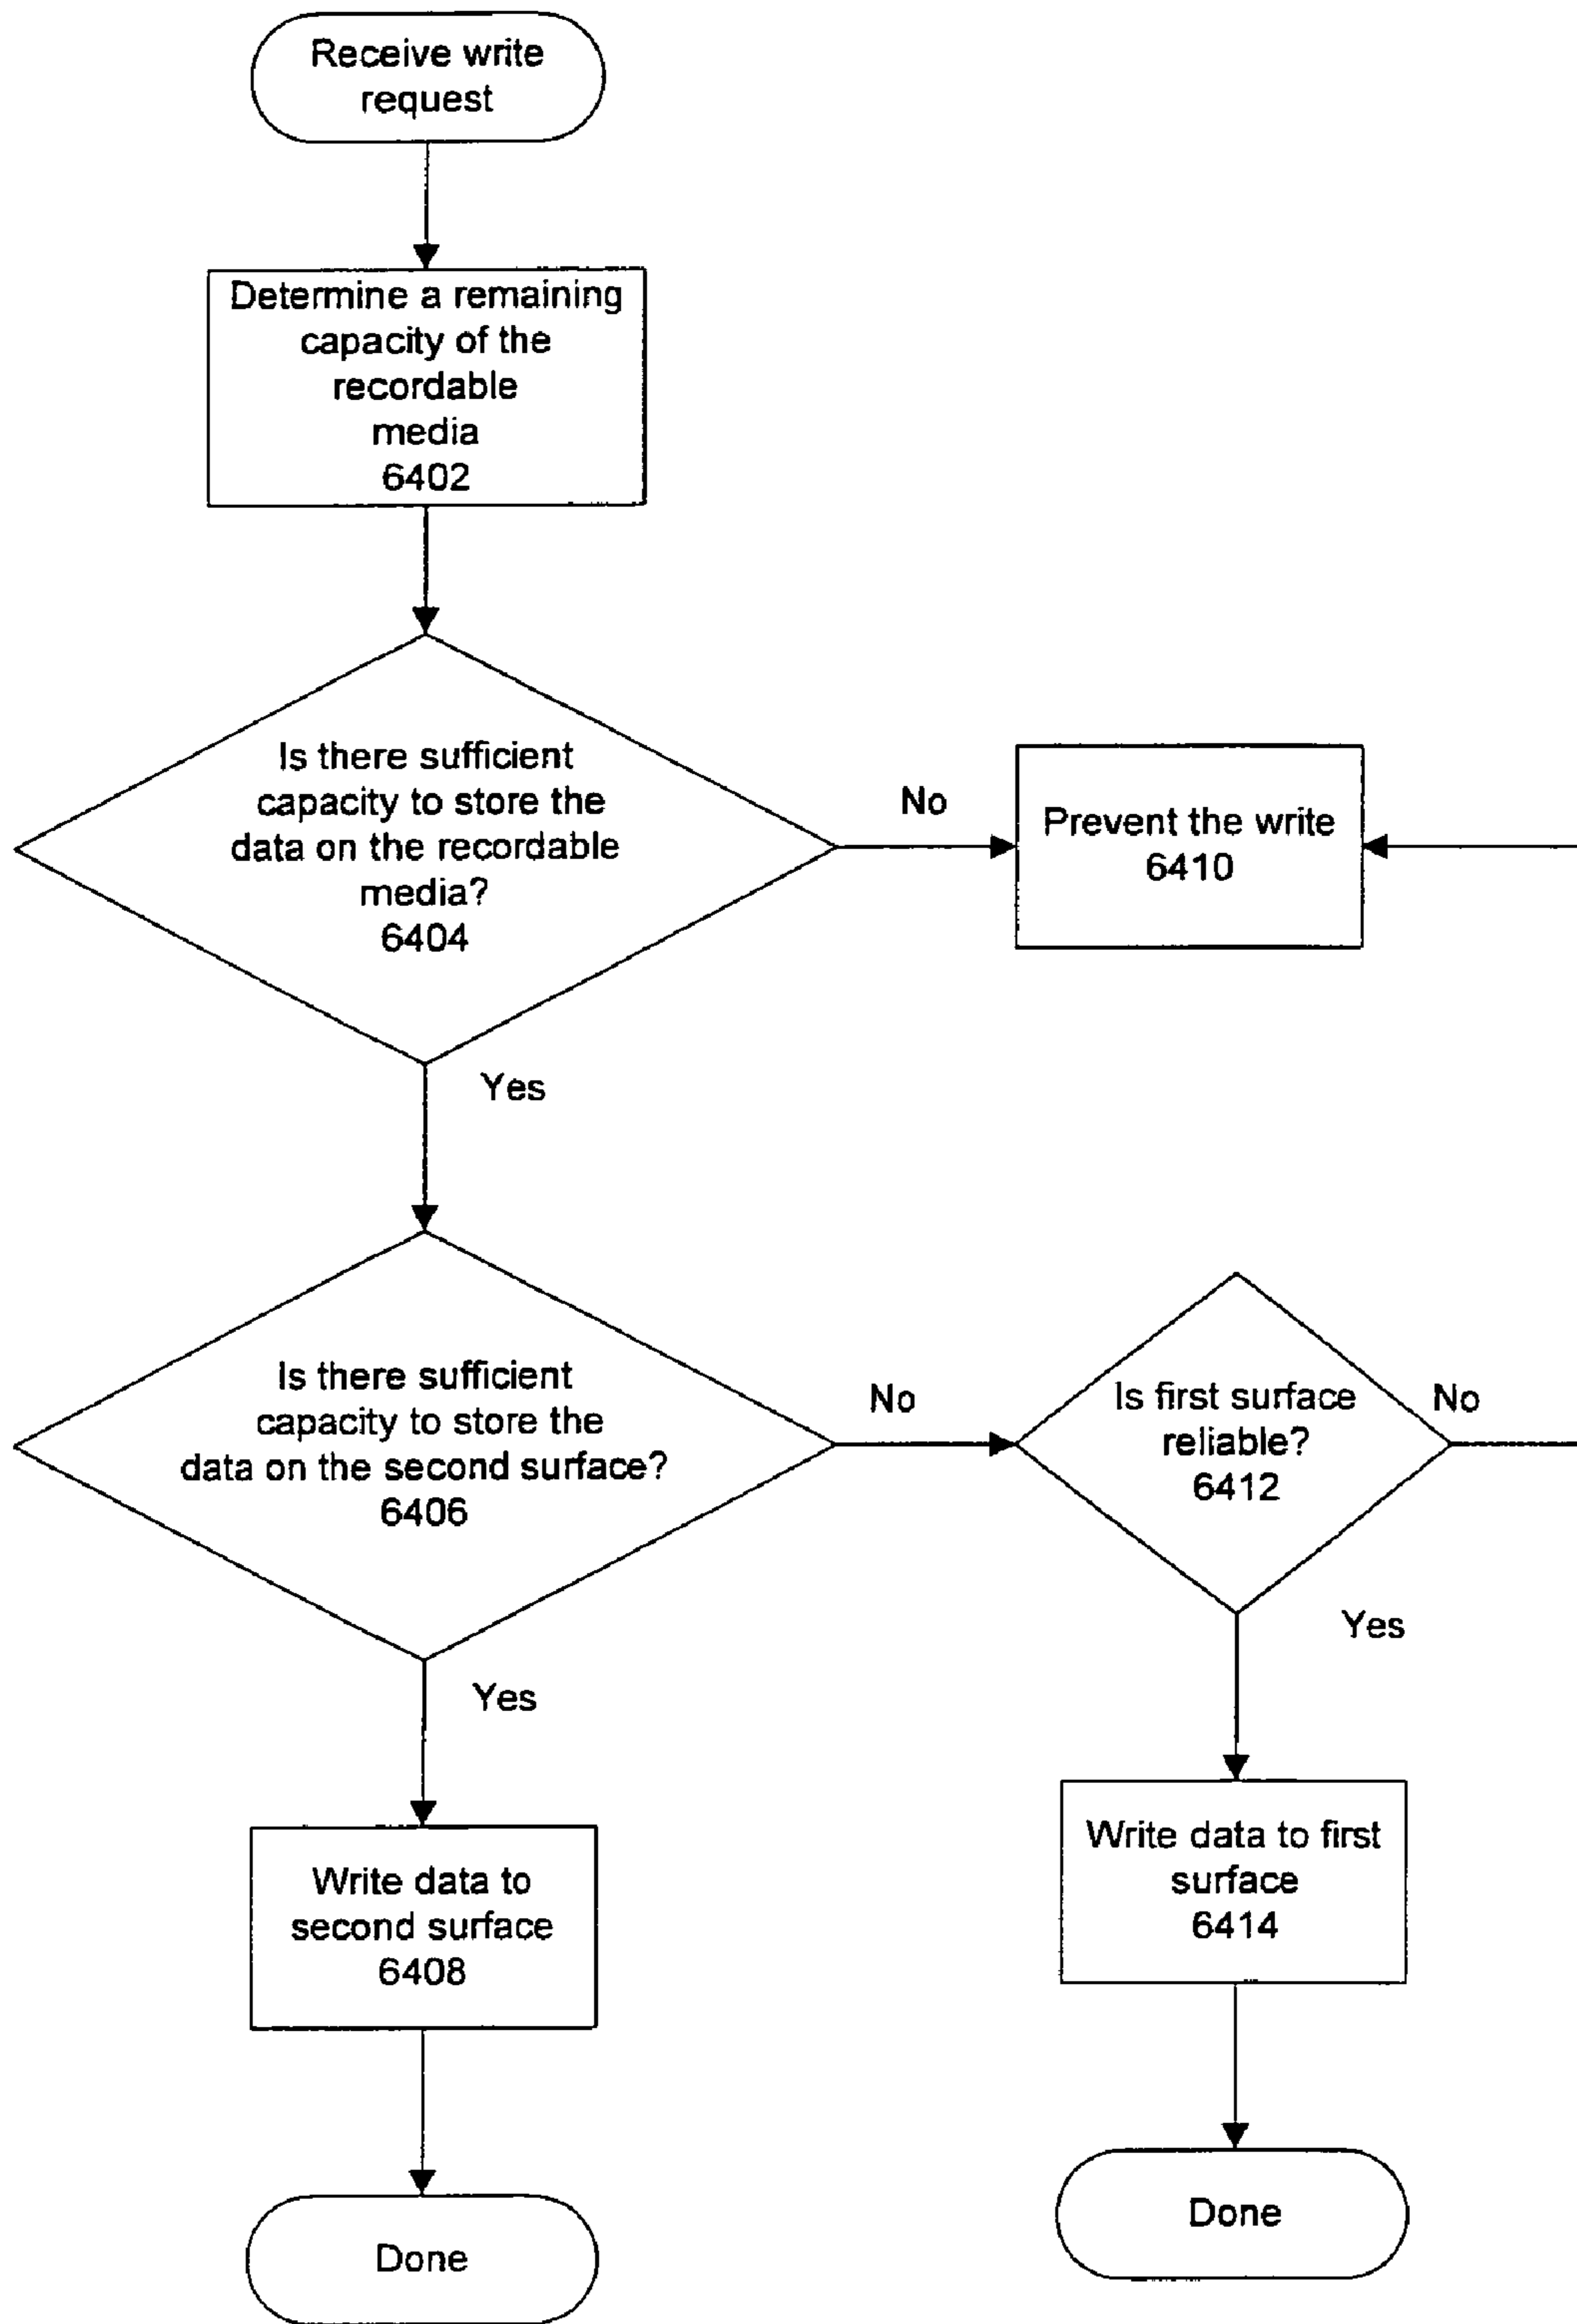 Receive write
request
Determine a remaining
capacity of the
recordable
media
6402
Is there sufficient
capacity to store the
data on the recordable
media?
6404
No
Prevent the write
6410
Yes
Is there sufficient
capacity to store the
data on the second surface?
6406
No
Is first surface
reliable?
6412
No
Yes
Yes
Write data to
second surface
6408
Write data to first
surface
6414
Done
Done